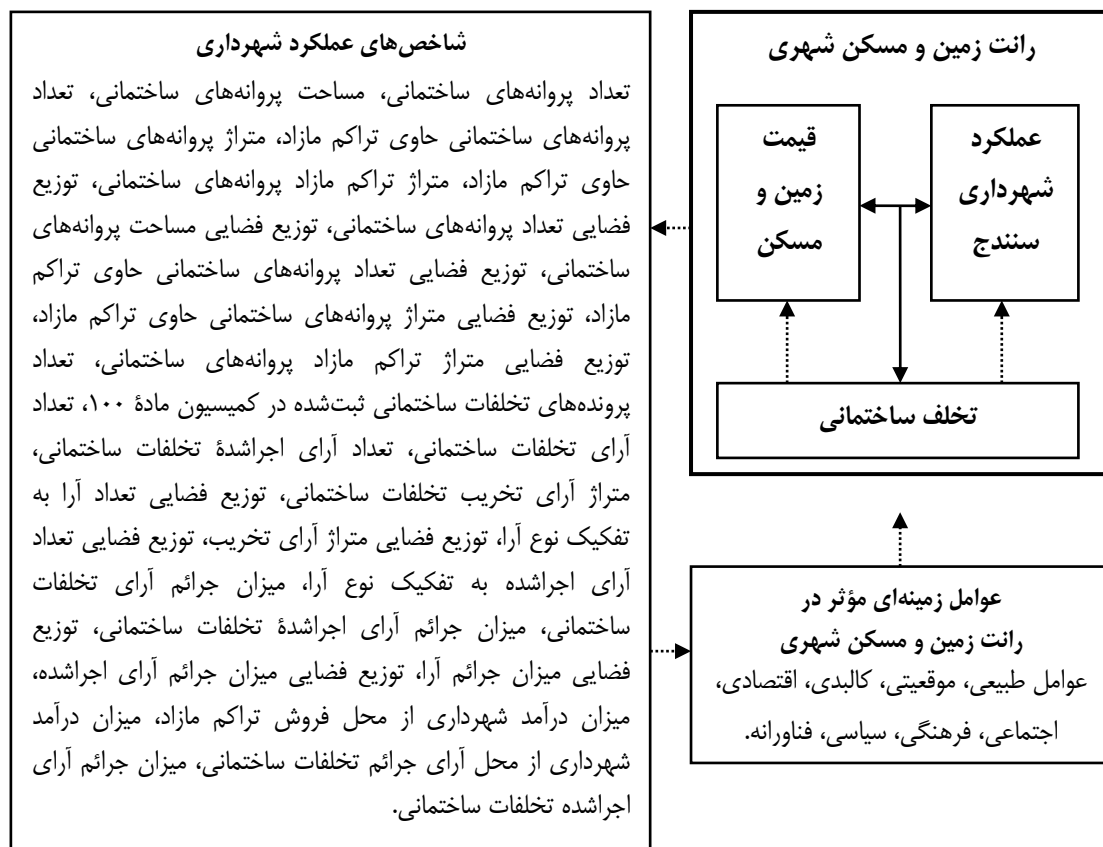 رانت زمین و مسکن شهری
عملکرد
شهرداری
سنندج
قیمت
زمین و
مسکن
تخلف ساختمانی
عوامل زمینه‌ای مؤثر در
رانت زمین و مسکن شهری
عوامل طبیعی، موقعیتی، کالبدی، اقتصادی،
اجتماعی، فرهنگی، سیاسی، فناورانه.
شاخص‌های عملکرد شهرداری
تعداد پروانه‌های ساختمانی، مساحت پروانه‌های ساختمانی، تعداد
پروانه‌های ساختمانی حاوی تراکم مازاد، متراژ پروانه‌های ساختمانی
حاوی تراکم مازاد، متراژ تراکم مازاد پروانه‌های ساختمانی، توزیع
فضایی تعداد پروانه‌های ساختمانی، توزیع فضایی مساحت پروانه‌های
ساختمانی، توزیع فضایی تعداد پروانه‌های ساختمانی حاوی تراکم
مازاد، توزیع فضایی متراژ پروانه‌های ساختمانی حاوی تراکم مازاد،
توزیع فضایی متراژ تراکم مازاد پروانه‌های ساختمانی، تعداد
پرونده‌های تخلفات ساختمانی ثبت‌شده در کمیسیون مادۀ ۱۰۰، تعداد
آرای تخلفات ساختمانی، تعداد آرای اجراشدۀ تخلفات ساختمانی،
متراژ آرای تخریب تخلفات ساختمانی، توزیع فضایی تعداد آرا به
تفکیک نوع آرا، توزیع فضایی متراژ آرای تخریب، توزیع فضایی تعداد
آرای اجراشده به تفکیک نوع آرا، میزان جرائم آرای تخلفات
ساختمانی، میزان جرائم آرای اجراشدۀ تخلفات ساختمانی، توزیع
فضایی میزان جرائم آرا، توزیع فضایی میزان جرائم آرای اجراشده،
میزان درآمد شهرداری از محل فروش تراکم مازاد، میزان درآمد
شهرداری از محل آرای جرائم تخلفات ساختمانی، میزان جرائم آرای
اجراشده تخلفات ساختمانی.